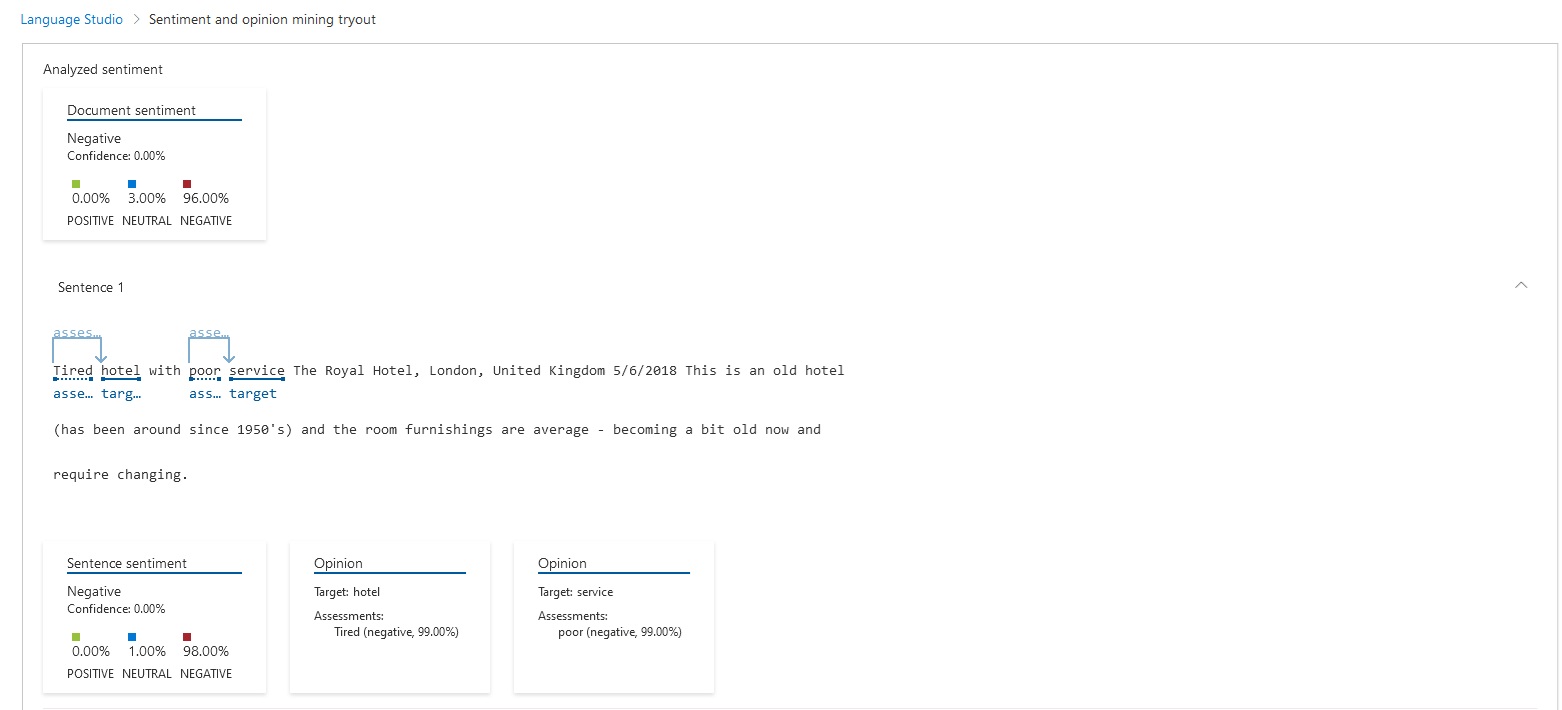 Language Studio > Sentiment and opinion mining tryout
Analyzed sentiment
Document sentiment
Negative
Confidence: 0.00%
0.00% 3.00% 96.00%
POSITIVE NEUTRAL NEGATIVE
Sentence 1
asses... asse...
Tired hotel with poor service The Royal Hotel, London, United Kingdom 5/6/2018 This is an old hotel
asse... targ... ass... target
(has been around since 1950's) and the room furnishings are average - becoming a bit old now and
require changing.
Sentence sentiment
Negative
Confidence: 0.00%
0.00% 1.00% 98.00%
POSITIVE NEUTRAL NEGATIVE
Opinion
Target: hotel
Assessments:
Tired (negative, 99.00%)
Opinion
Target: service
Assessments:
poor (negative, 99.00%)